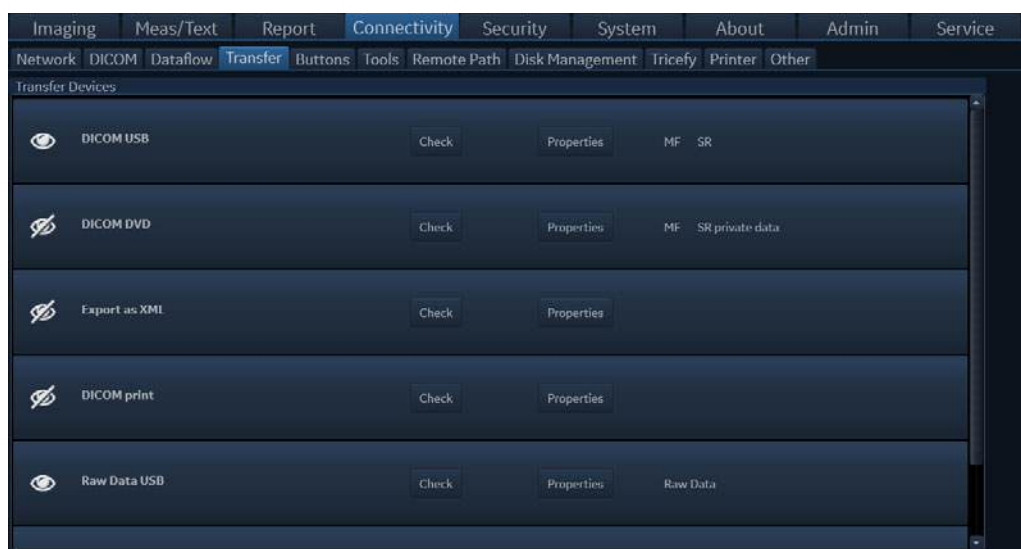 Imaging Meas/Text Report Connectivity Security System About Admin Service
Network DICOM Dataflow Transfer Buttons Tools Remote Path Disk Management Tricefy Printer Other
Transfer Devices
DICOM USB Check Properties MF SR
DICOM DVD Check Properties MF SR private data
Export as XML Check Properties
DICOM print Check Properties
Raw Data USB Check Properties Raw Data